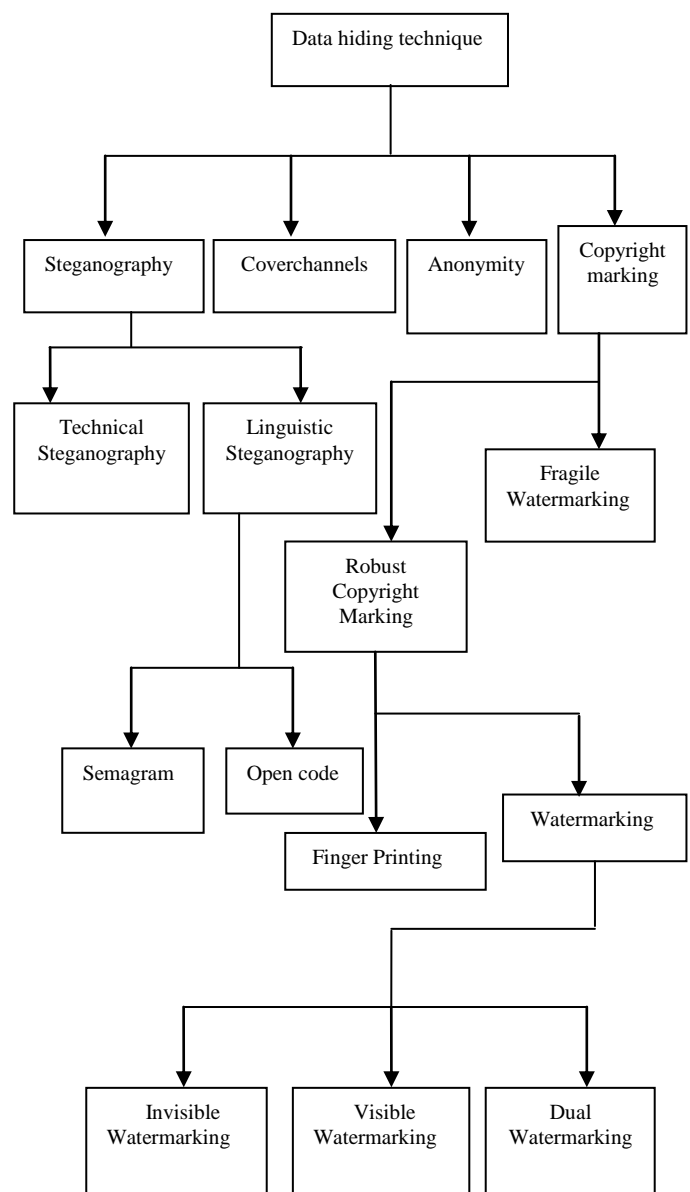 Data hiding technique
Steganography
Coverchannels
Anonymity
Copyright
marking
Technical
Steganography
Linguistic
Steganography
Fragile
Watermarking
Robust
Copyright
Marking
Semagram
Open code
Finger Printing
Watermarking
Invisible
Watermarking
Visible
Watermarking
Dual
Watermarking